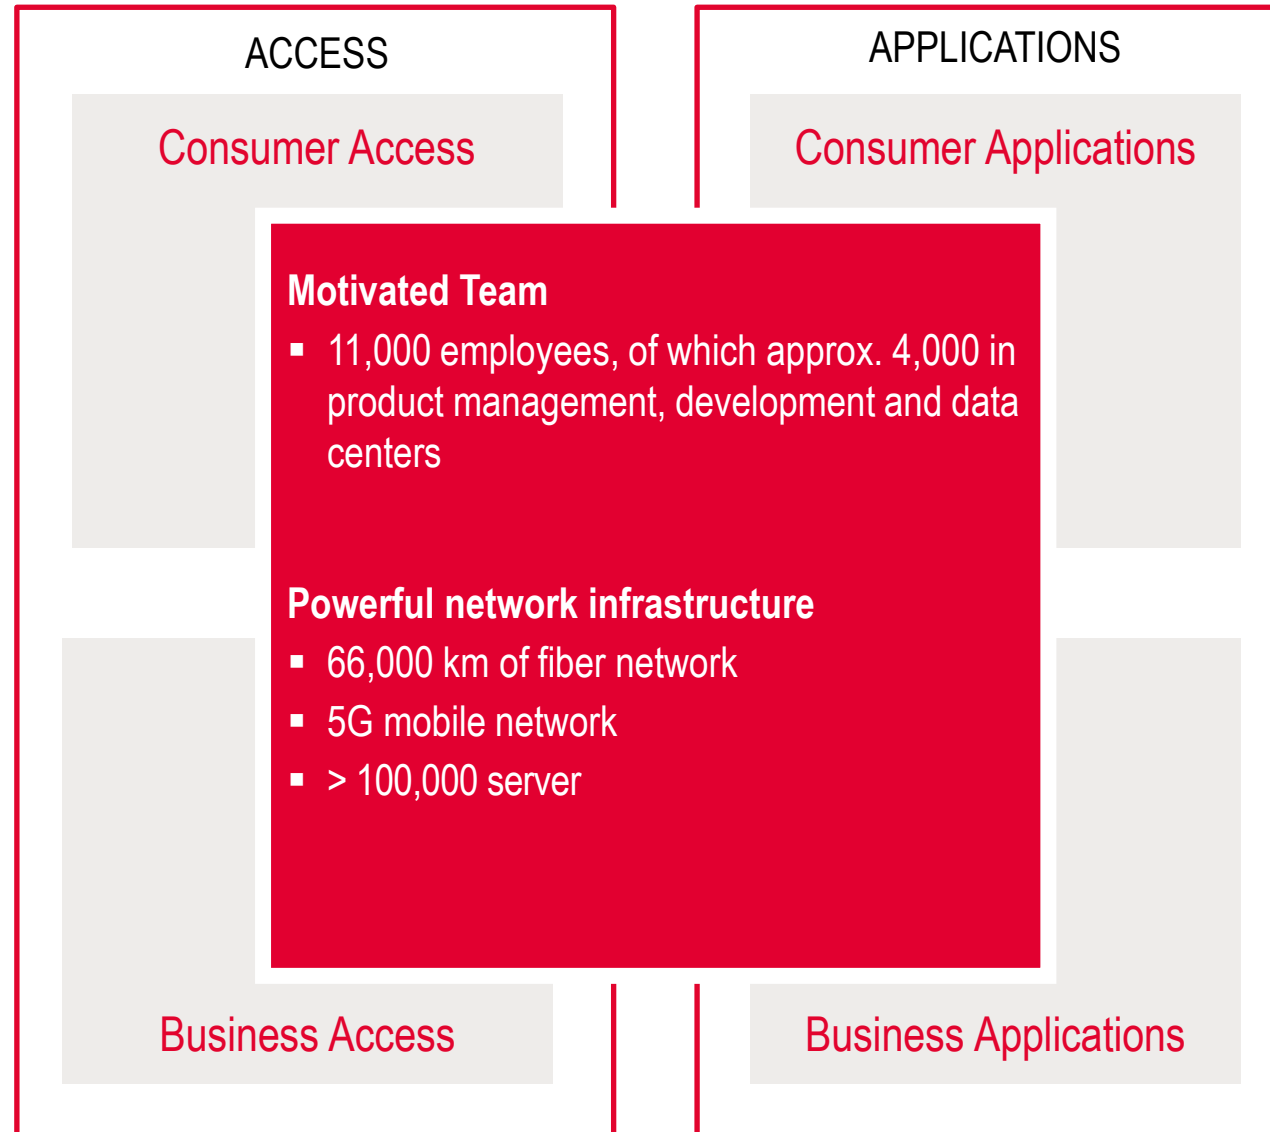 ACCESS
APPLICATIONS
Consumer Access
Consumer Applications
Motivated Team
▪ 11,000 employees, of which approx. 4,000 in
product management, development and data
centers
Powerful network infrastructure
▪ 66,000 km of fiber network
▪ 5G mobile network
▪ > 100,000 server
Business Access
Business Applications